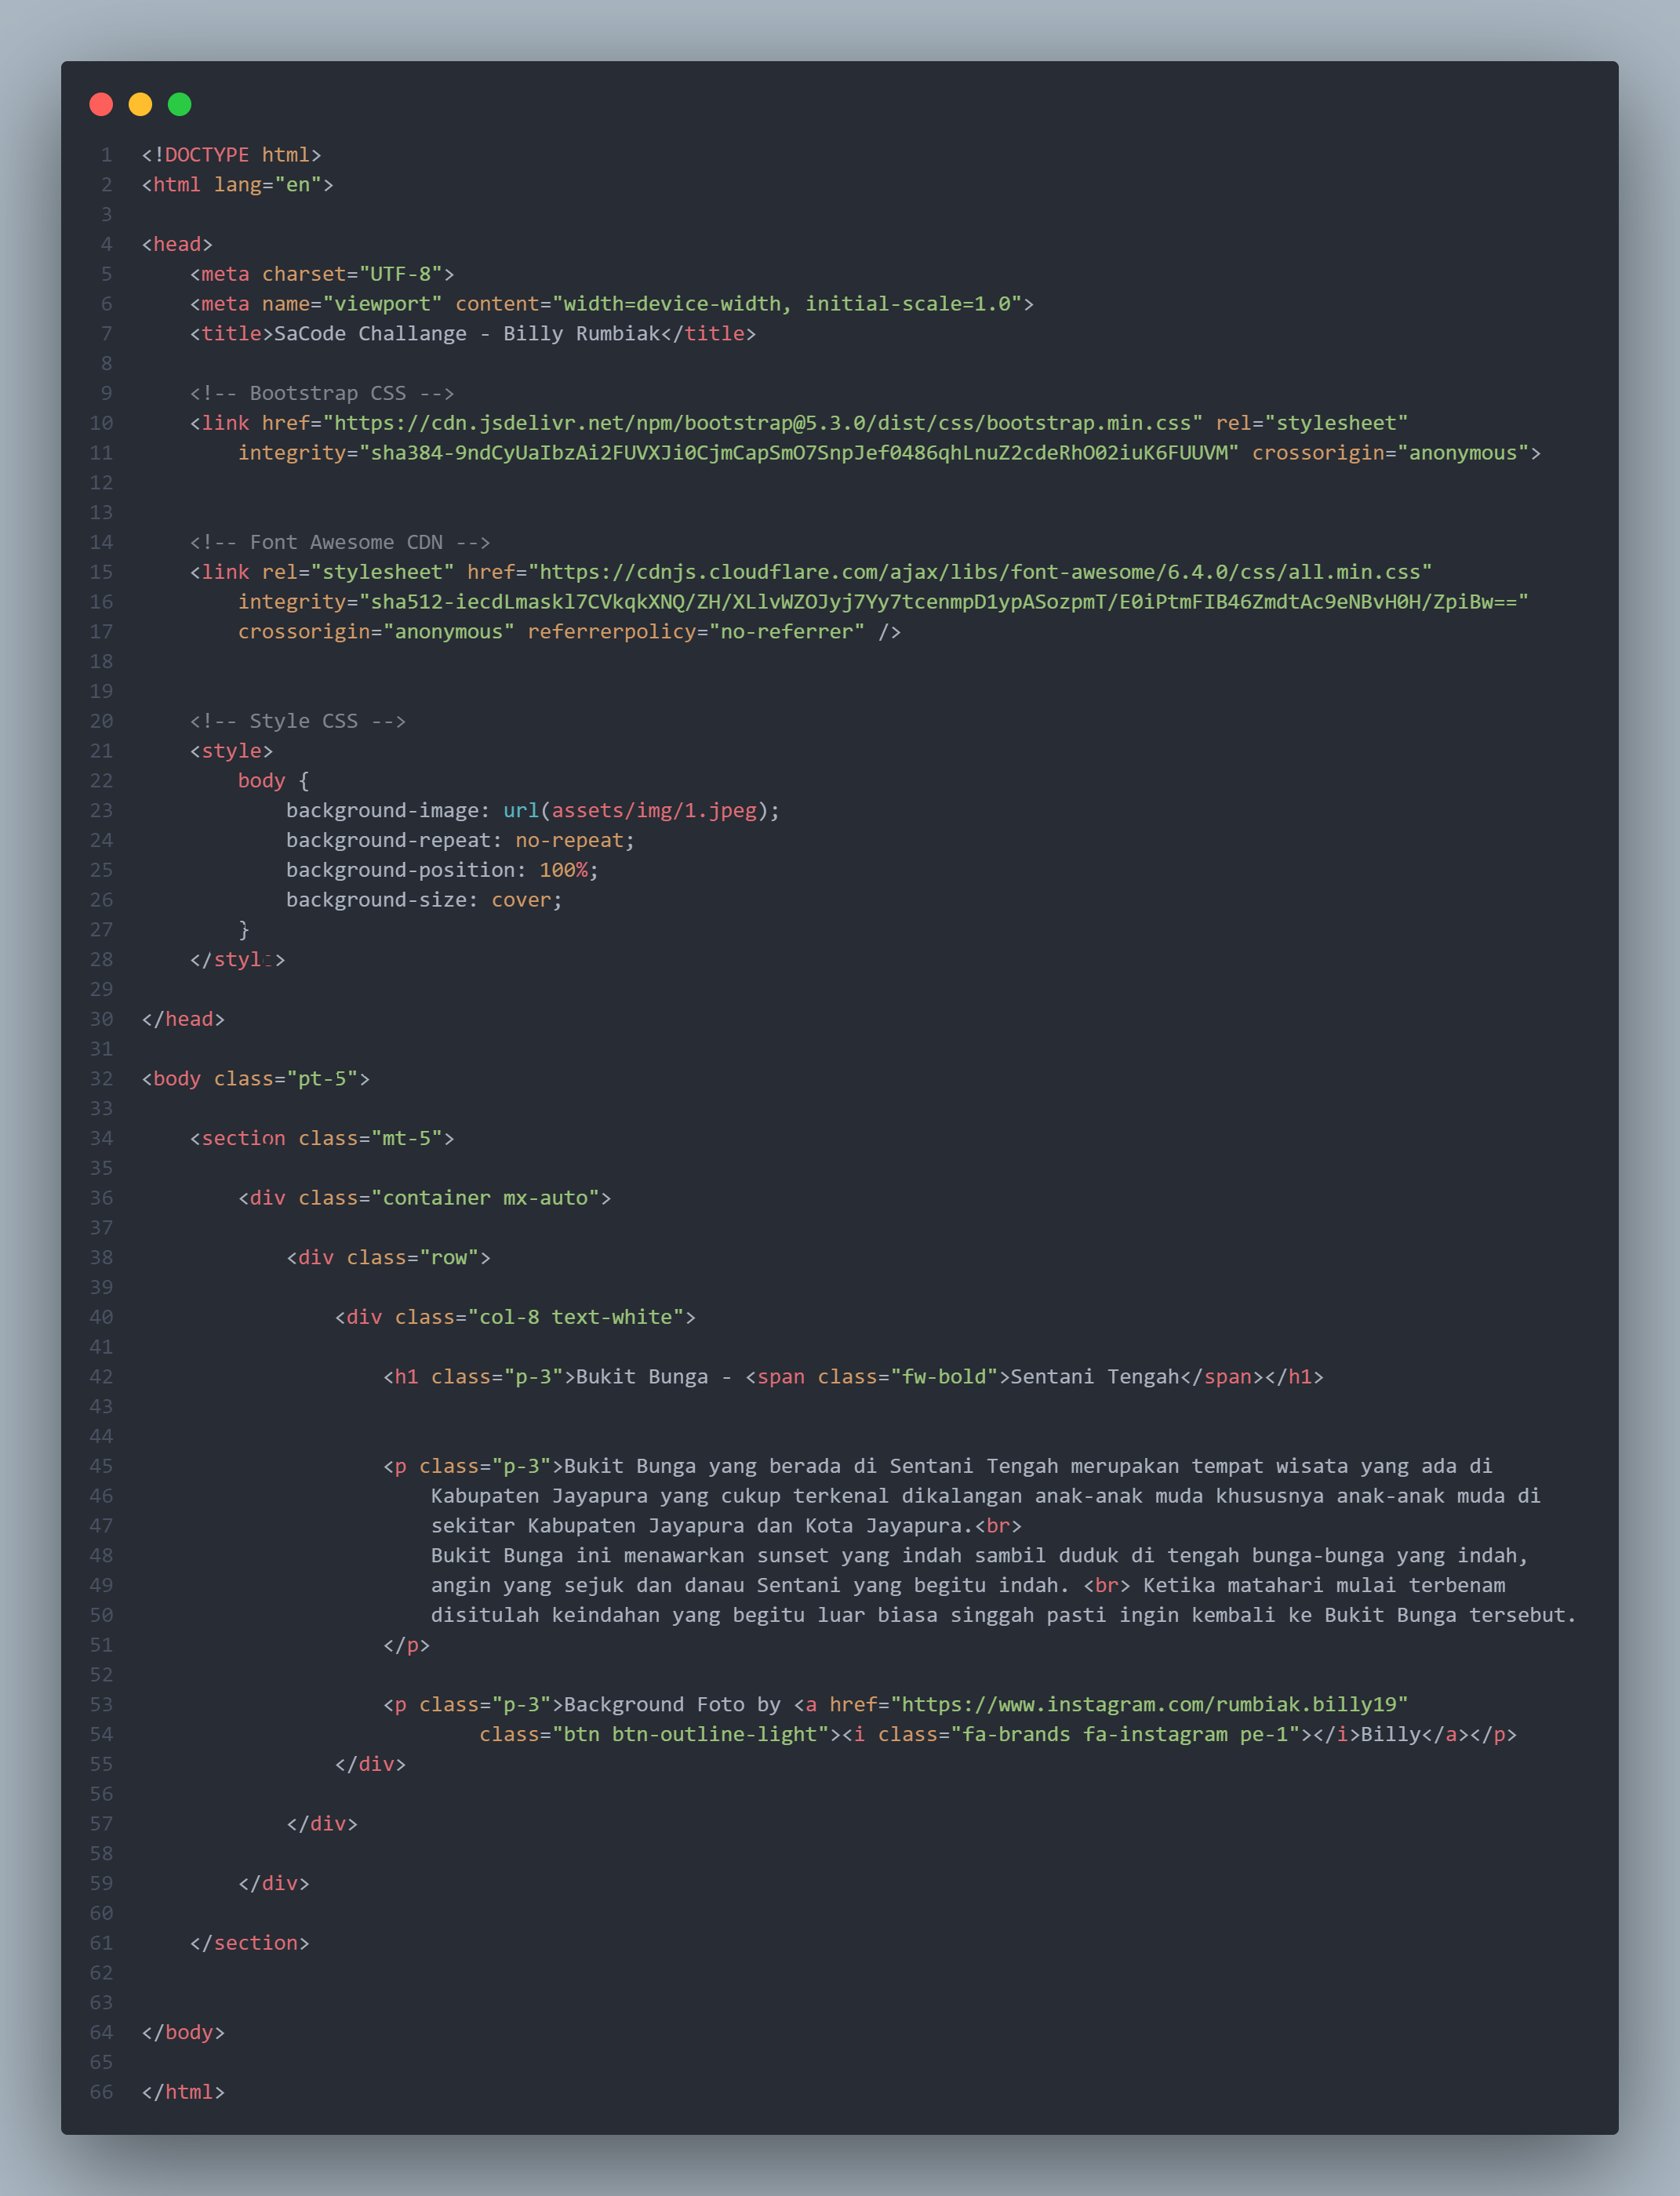 1 <!DOCTYPE html>
2 <html lang="en">
3
4 <head>
5     <meta charset="UTF-8">
6     <meta name="viewport" content="width=device-width, initial-scale=1.0">
7     <title>SaCode Challange - Billy Rumbiak</title>
8
9     <!-- Bootstrap CSS -->
10     <link href="https://cdn.jsdelivr.net/npm/bootstrap@5.3.0/dist/css/bootstrap.min.css" rel="stylesheet"
11         integrity="sha384-9ndCyUaIbzAi2FUVXJi0CjmCapSmO7SnpJef0486qhLnuZ2cdeRhO02iuK6FUUVM" crossorigin="anonymous">
12
13
14     <!-- Font Awesome CDN -->
15     <link rel="stylesheet" href="https://cdnjs.cloudflare.com/ajax/libs/font-awesome/6.4.0/css/all.min.css"
16         integrity="sha512-iecdLmaskl7CVkqkXNQ/ZH/XLlvWZOJyj7Yy7tcenmpD1ypASozpmT/E0iPtmFIB46ZmdtAc9eNBvH0H/ZpiBw=="
17         crossorigin="anonymous" referrerpolicy="no-referrer" />
18
19
20     <!-- Style CSS -->
21     <style>
22         body {
23             background-image: url(assets/img/1.jpeg);
24             background-repeat: no-repeat;
25             background-position: 100%;
26             background-size: cover;
27         }
28     </style>
29
30 </head>
31
32 <body class="pt-5">
33
34     <section class="mt-5">
35
36         <div class="container mx-auto">
37
38             <div class="row">
39
40                 <div class="col-8 text-white">
41
42                     <h1 class="p-3">Bukit Bunga - <span class="fw-bold">Sentani Tengah</span></h1>
43
44
45                     <p class="p-3">Bukit Bunga yang berada di Sentani Tengah merupakan tempat wisata yang ada di
46                         Kabupaten Jayapura yang cukup terkenal dikalangan anak-anak muda khususnya anak-anak muda di
47                         sekitar Kabupaten Jayapura dan Kota Jayapura.<br>
48                         Bukit Bunga ini menawarkan sunset yang indah sambil duduk di tengah bunga-bunga yang indah,
49                         angin yang sejuk dan danau Sentani yang begitu indah. <br> Ketika matahari mulai terbenam
50                         disitulah keindahan yang begitu luar biasa singgah pasti ingin kembali ke Bukit Bunga tersebut.
51                     </p>
52
53                     <p class="p-3">Background Foto by <a href="https://www.instagram.com/rumbiak.billy19"
54                             class="btn btn-outline-light"><i class="fa-brands fa-instagram pe-1"></i>Billy</a></p>
55                 </div>
56
57             </div>
58
59         </div>
60
61     </section>
62
63
64 </body>
65
66 </html>